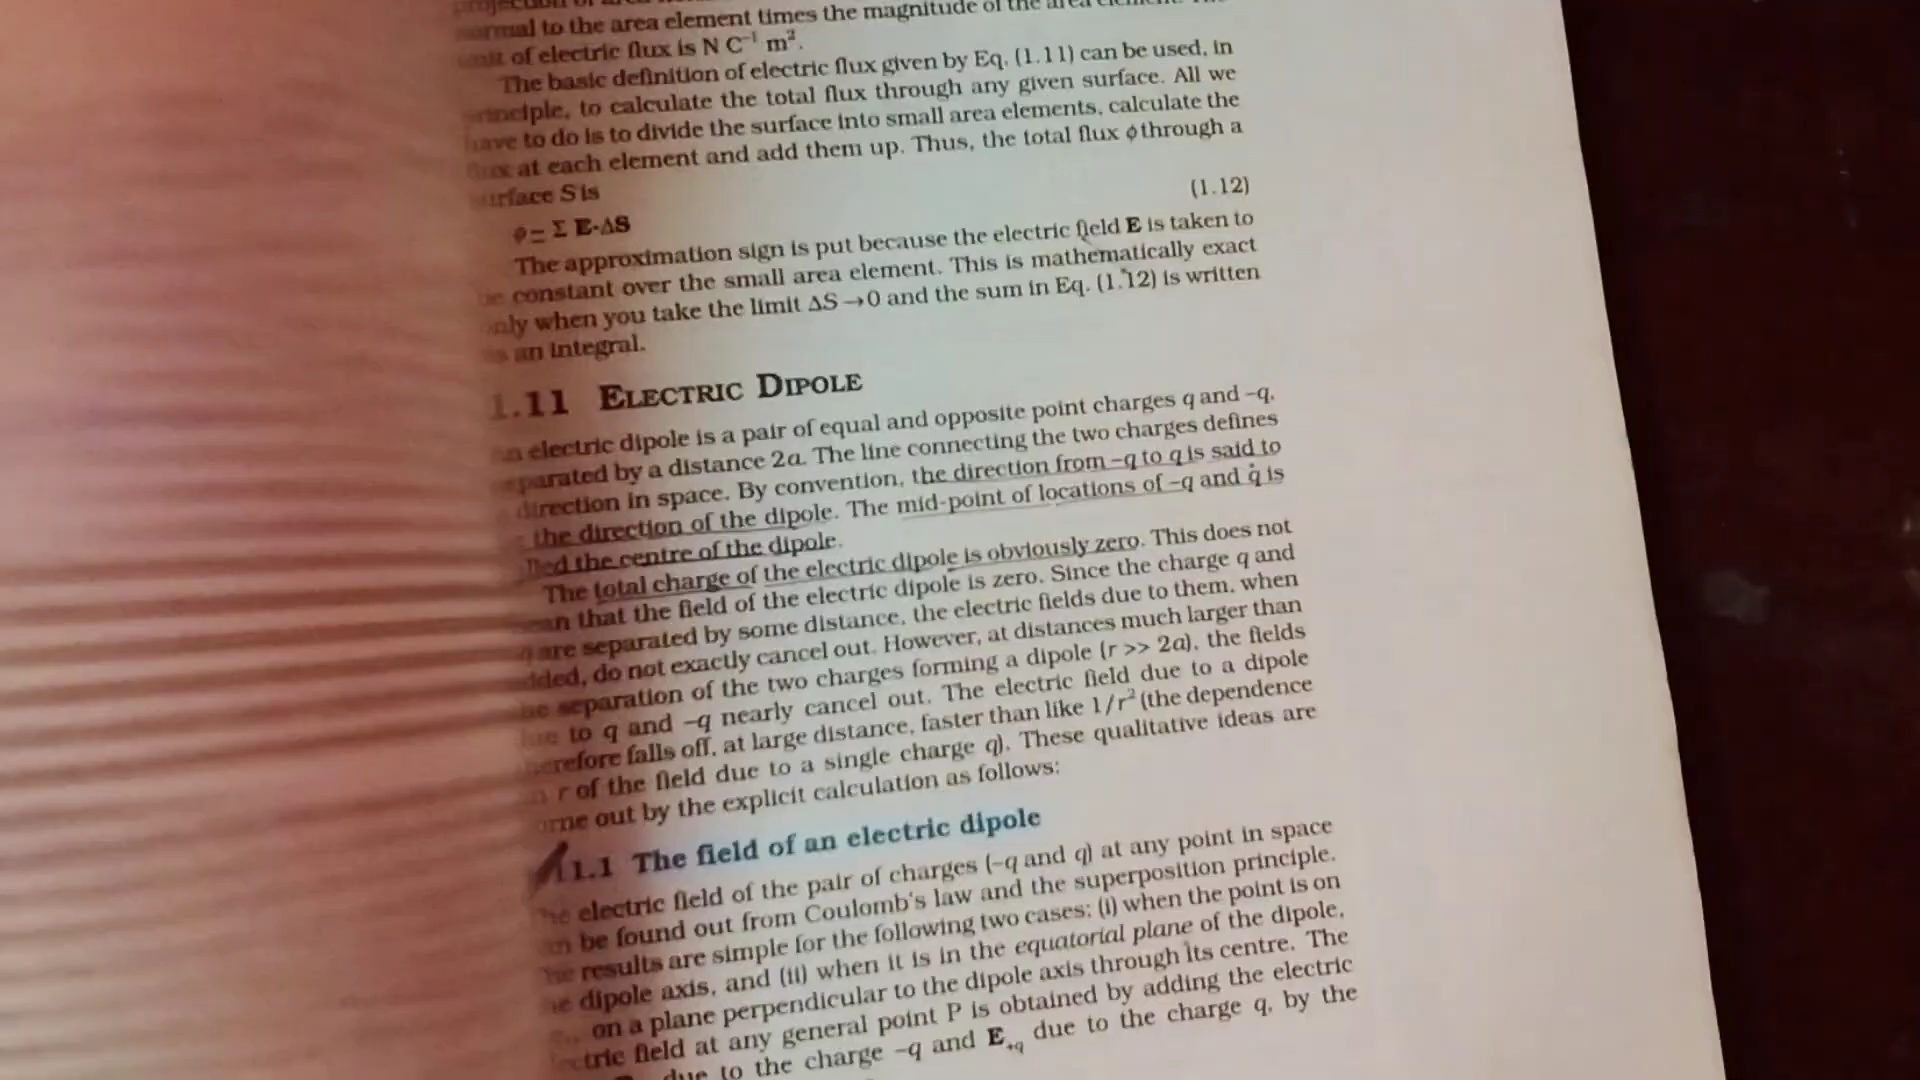 normal to the area element times the magnitude of the area element. The
unit of electric flux is N C⁻¹ m².
The basic definition of electric flux given by Eq. (1.11) can be used, in
principle, to calculate the total flux through any given surface. All we
have to do is to divide the surface into small area elements, calculate the
flux at each element and add them up. Thus, the total flux ϕ through a
surface S is
ϕ ≃ Σ E·ΔS (1.12)
The approximation sign is put because the electric field E is taken to
be constant over the small area element. This is mathematically exact
only when you take the limit ΔS →0 and the sum in Eq. (1.12) is written
as an integral.
1.11 ELECTRIC DIPOLE
An electric dipole is a pair of equal and opposite point charges q and –q,
parated by a distance 2a. The line connecting the two charges defines
direction in space. By convention, the direction from –q to q is said to
the direction of the dipole. The mid-point of locations of –q and q is
lled the centre of the dipole.
The total charge of the electric dipole is obviously zero. This does not
ean that the field of the electric dipole is zero. Since the charge q and
q are separated by some distance, the electric fields due to them, when
dded, do not exactly cancel out. However, at distances much larger than
he separation of the two charges forming a dipole (r >> 2a), the fields
due to q and –q nearly cancel out. The electric field due to a dipole
herefore falls off, at large distance, faster than like 1/r² (the dependence
n r of the field due to a single charge q). These qualitative ideas are
orne out by the explicit calculation as follows:
11.1 The field of an electric dipole
he electric field of the pair of charges (–q and q) at any point in space
an be found out from Coulomb's law and the superposition principle.
he results are simple for the following two cases: (i) when the point is on
he dipole axis, and (ii) when it is in the equatorial plane of the dipole,
on a plane perpendicular to the dipole axis through its centre. The
ectric field at any general point P is obtained by adding the electric
due to the charge –q and E₊q due to the charge q, by the